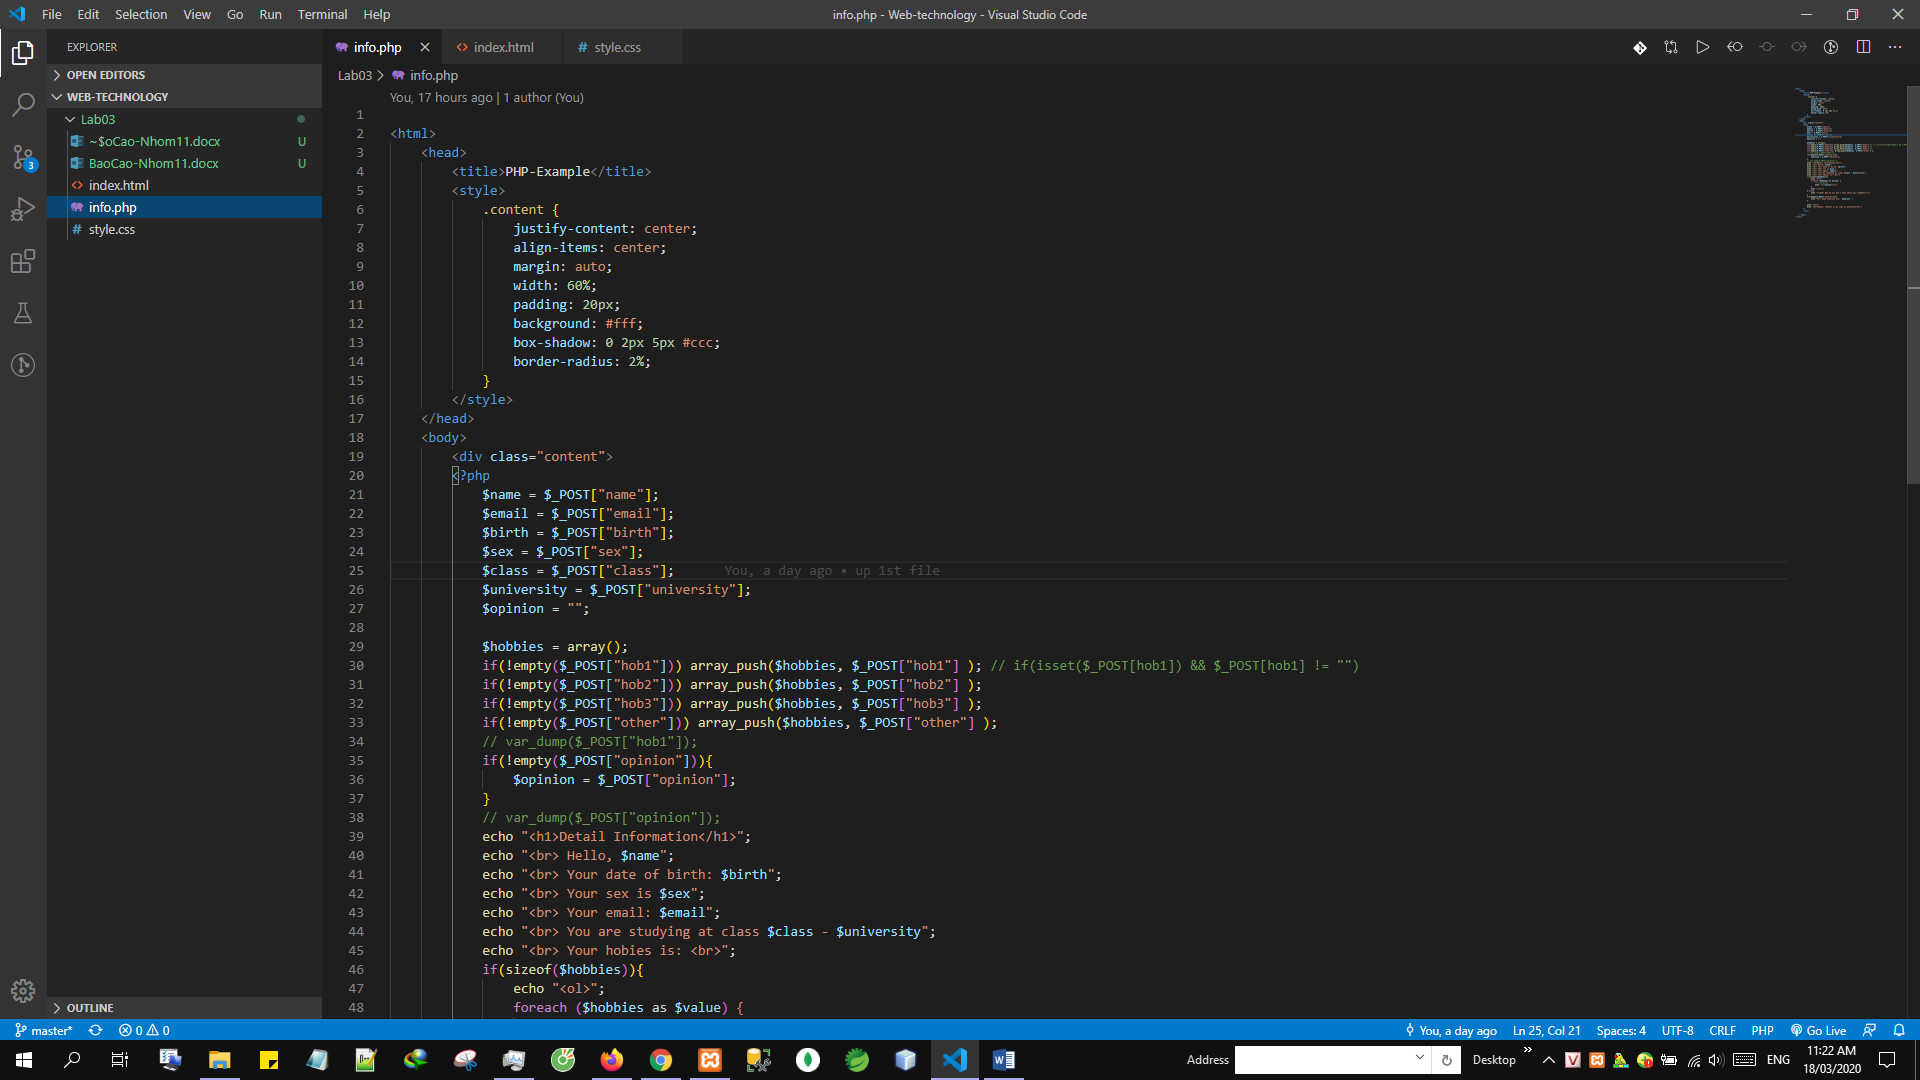 File Edit Selection View Go Run Terminal Help
info.php - Web-technology - Visual Studio Code
EXPLORER
OPEN EDITORS
WEB-TECHNOLOGY
Lab03
~$oCao-Nhom11.docx U
BaoCao-Nhom11.docx U
index.html
info.php
style.css
OUTLINE
3
info.php index.html style.css
Lab03 > info.php
You, 17 hours ago | 1 author (You)
1
2 <html>
3 <head>
4 <title>PHP-Example</title>
5 <style>
6 .content {
7 justify-content: center;
8 align-items: center;
9 margin: auto;
10 width: 60%;
11 padding: 20px;
12 background: #fff;
13 box-shadow: 0 2px 5px #ccc;
14 border-radius: 2%;
15 }
16 </style>
17 </head>
18 <body>
19 <div class="content">
20 <?php
21 $name = $_POST["name"];
22 $email = $_POST["email"];
23 $birth = $_POST["birth"];
24 $sex = $_POST["sex"];
25 $class = $_POST["class"]; You, a day ago • up 1st file
26 $university = $_POST["university"];
27 $opinion = "";
28
29 $hobbies = array();
30 if(!empty($_POST["hob1"])) array_push($hobbies, $_POST["hob1"] ); // if(isset($_POST[hob1]) && $_POST[hob1] != "")
31 if(!empty($_POST["hob2"])) array_push($hobbies, $_POST["hob2"] );
32 if(!empty($_POST["hob3"])) array_push($hobbies, $_POST["hob3"] );
33 if(!empty($_POST["other"])) array_push($hobbies, $_POST["other"] );
34 // var_dump($_POST["hob1"]);
35 if(!empty($_POST["opinion"])){
36 $opinion = $_POST["opinion"];
37 }
38 // var_dump($_POST["opinion"]);
39 echo "<h1>Detail Information</h1>";
40 echo "<br> Hello, $name";
41 echo "<br> Your date of birth: $birth";
42 echo "<br> Your sex is $sex";
43 echo "<br> Your email: $email";
44 echo "<br> You are studying at class $class - $university";
45 echo "<br> Your hobies is: <br>";
46 if(sizeof($hobbies)){
47 echo "<ol>";
48 foreach ($hobbies as $value) {
master* 0 0 You, a day ago Ln 25, Col 21 Spaces: 4 UTF-8 CRLF PHP Go Live
Address Desktop ENG
11:22 AM
18/03/2020